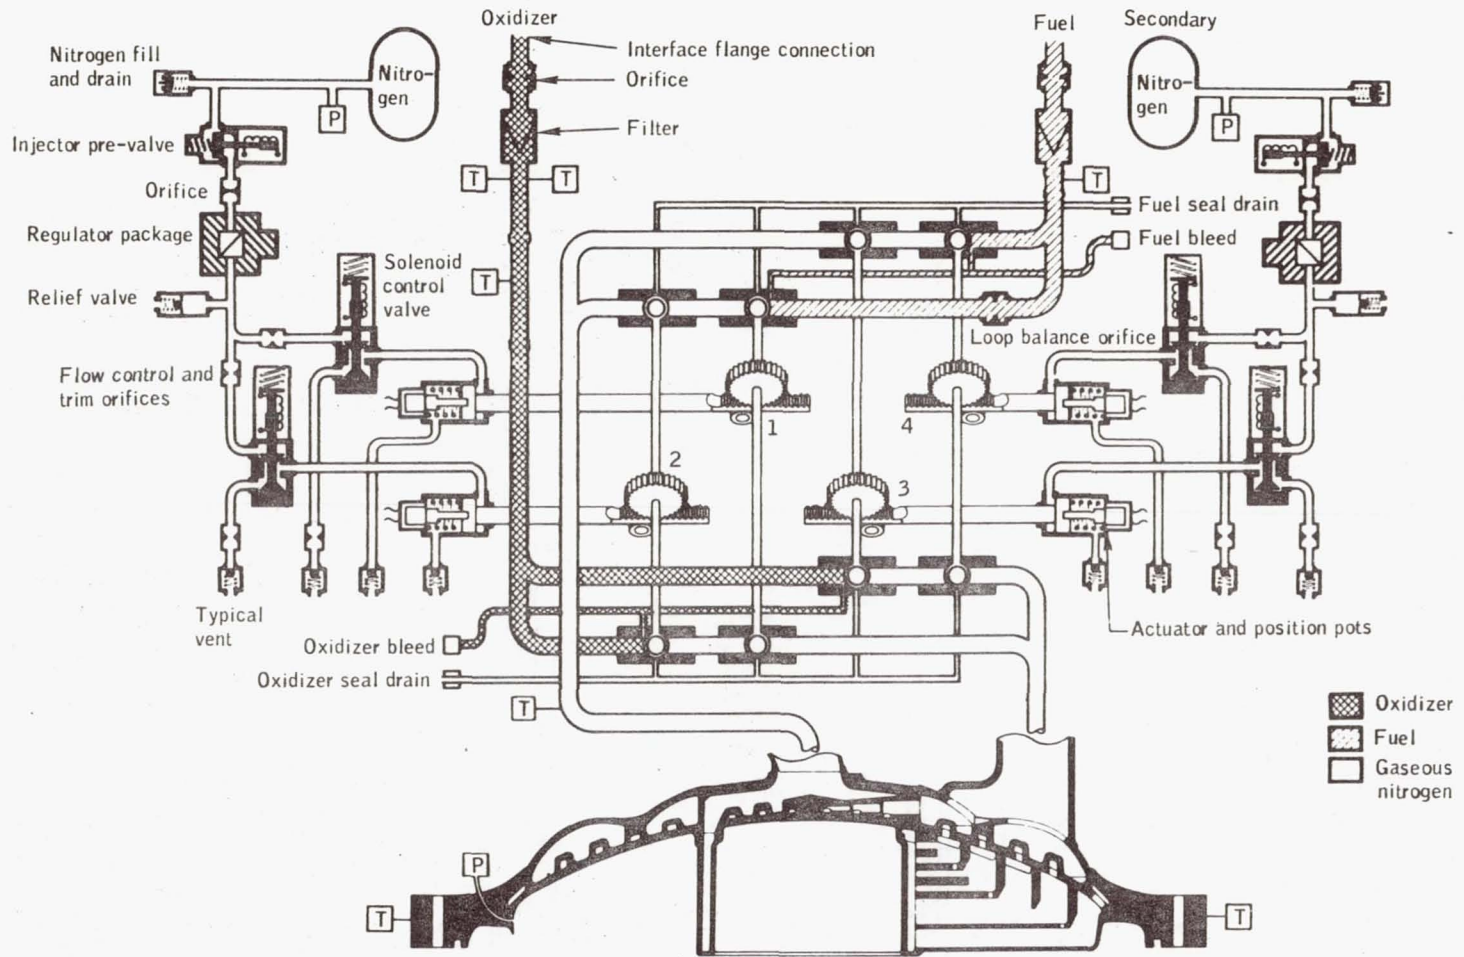 Oxidizer
Fuel
Secondary
Nitrogen fill
and drain
Nitro-
gen
Interface flange connection
Orifice
Nitro-
gen
P
P
Filter
Injector pre-valve
T
T
T
Orifice
Fuel seal drain
Regulator package
Fuel bleed
Solenoid
control
valve
T
Relief valve
Loop balance orifice
Flow control and
trim orifices
1
4
2
3
Typical
vent
Actuator and position pots
Oxidizer bleed
Oxidizer seal drain
T
Oxidizer
Fuel
Gaseous
nitrogen
P
T
T